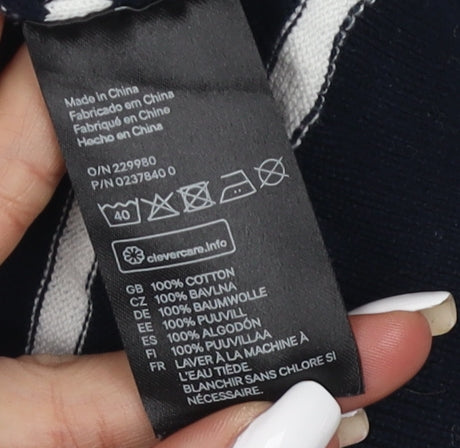 Made in China
Fabricado em China
Fabriqué en Chine
Hecho en China
O/N 229980
P/N 0237840 0
40
clevercare.info
GB 100% COTTON
CZ 100% BAVLNA
DE 100% BAUMWOLLE
EE 100% PUUVILL
ES 100% ALGODÓN
FI 100% PUUVILLAA
FR LAVER À LA MACHINE À
L'EAU TIÈDE.
BLANCHIR SANS CHLORE SI
NÉCESSAIRE.